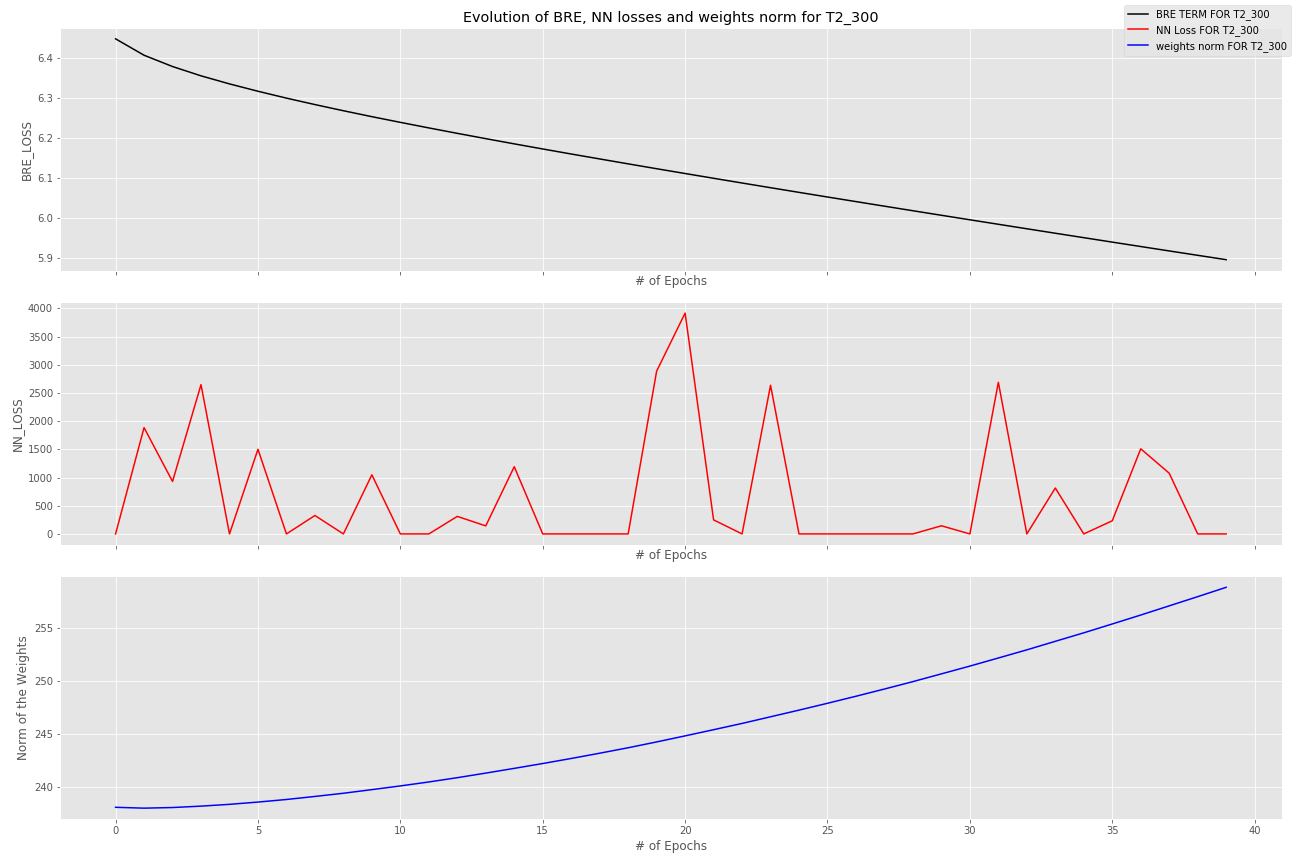 Evolution of BRE, NN losses and weights norm for T2_300
BRE TERM FOR T2_300
NN Loss FOR T2_300
weights norm FOR T2_300
BRE_LOSS
6.4
6.3
6.2
6.1
6.0
5.9
# of Epochs
NN_LOSS
4000
3500
3000
2500
2000
1500
1000
500
0
# of Epochs
Norm of the Weights
255
250
245
240
0 5 10 15 20 25 30 35 40
# of Epochs